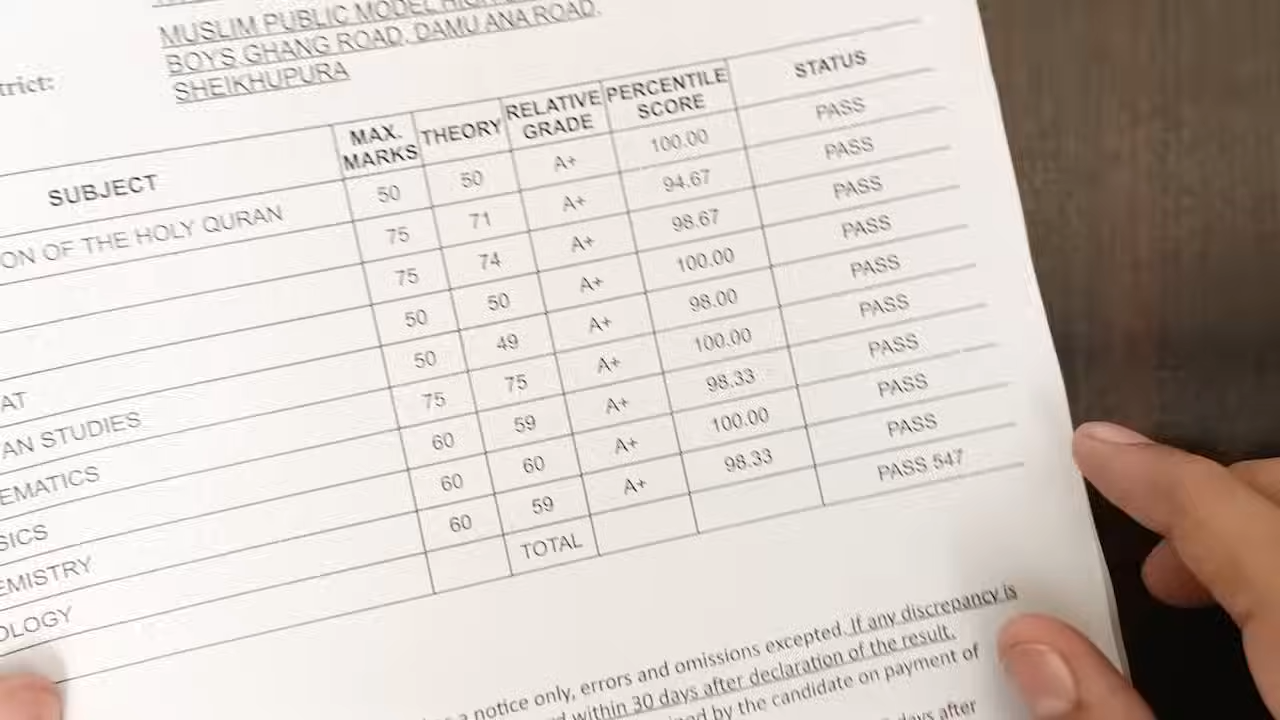 MUSLIM PUBLIC MODEL HIGH
BOYS GHANG ROAD, DAMU ANA ROAD,
trict: SHEIKHUPURA
SUBJECT MAX. MARKS THEORY RELATIVE GRADE PERCENTILE SCORE STATUS
ON OF THE HOLY QURAN 50 50 A+ 100.00 PASS
75 71 A+ 94.67 PASS
75 74 A+ 98.67 PASS
AT 50 50 A+ 100.00 PASS
AN STUDIES 50 49 A+ 98.00 PASS
EMATICS 75 75 A+ 100.00 PASS
SICS 60 59 A+ 98.33 PASS
EMISTRY 60 60 A+ 100.00 PASS
OLOGY 60 59 A+ 98.33 PASS
TOTAL PASS 547
a notice only, errors and omissions excepted. If any discrepancy is
within 30 days after declaration of the result.
by the candidate on payment of
days after